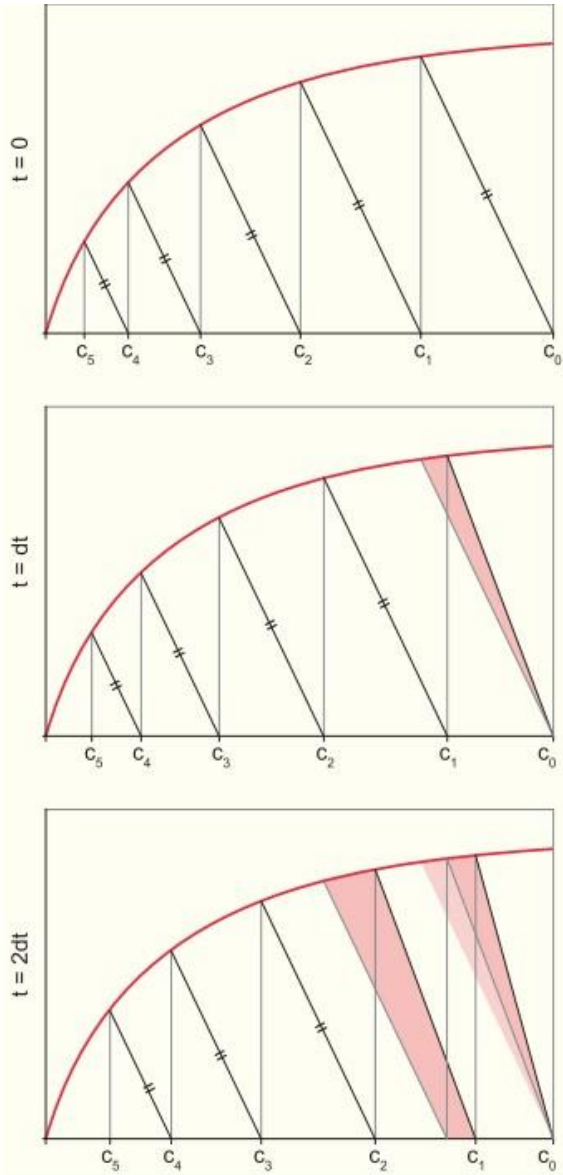 t = 0
c₅ c₄ c₃ c₂ c₁ c₀
t = dt
c₅ c₄ c₃ c₂ c₁ c₀
t = 2dt
c₅ c₄ c₃ c₂ c₁ c₀